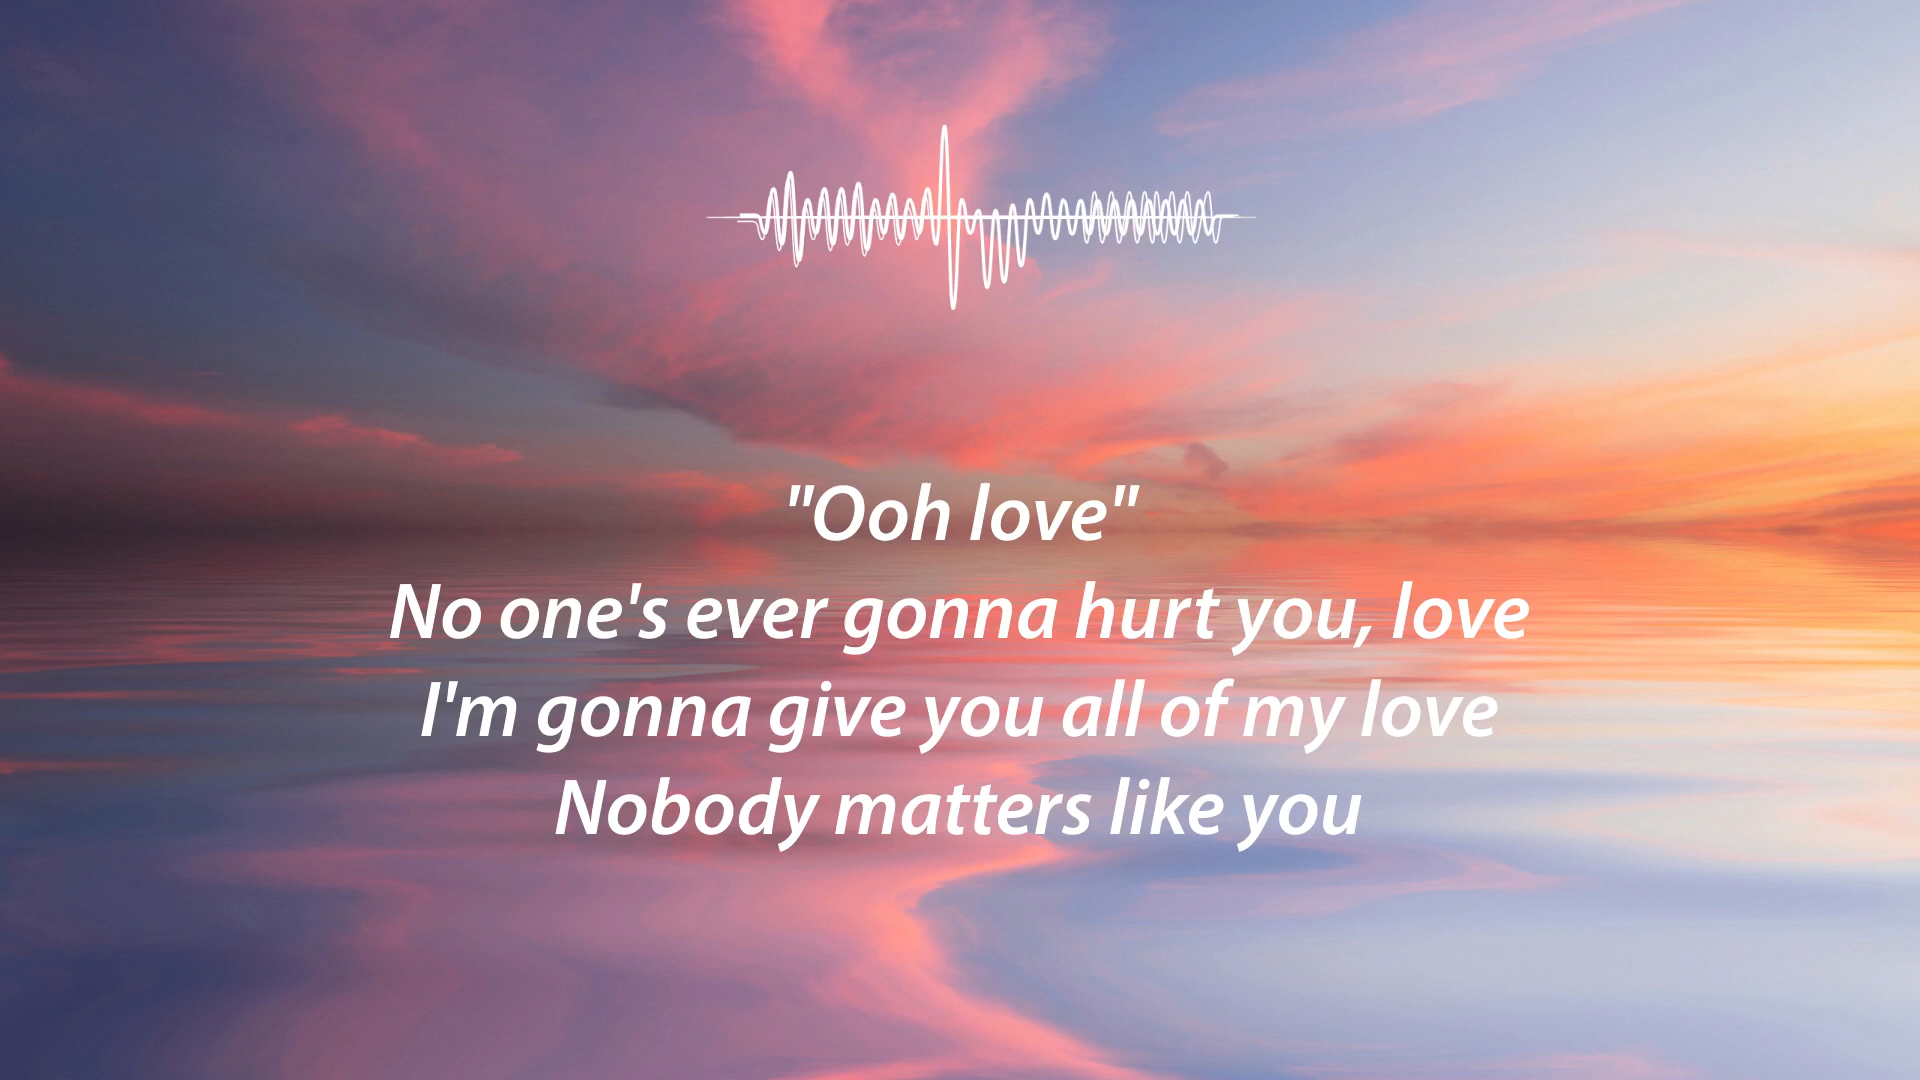 "Ooh love"
No one's ever gonna hurt you, love
I'm gonna give you all of my love
Nobody matters like you